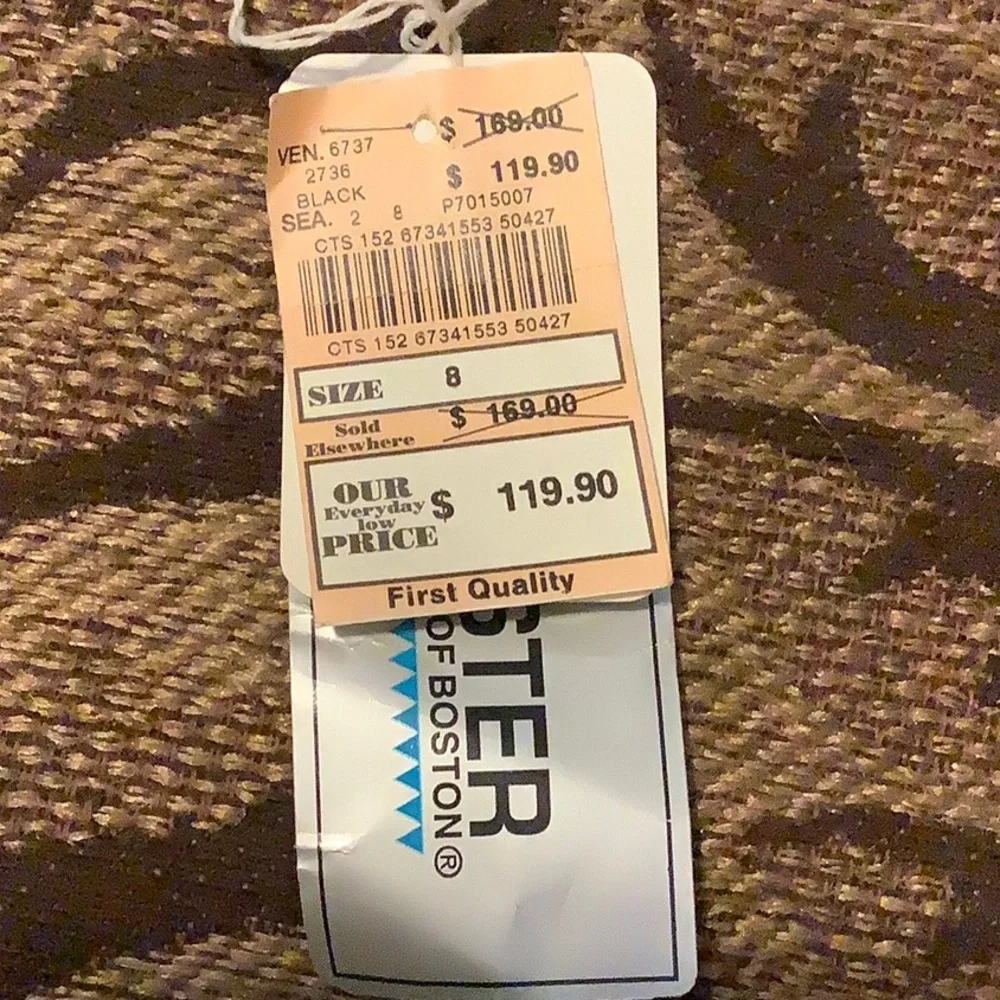 $ 169.00
VEN. 6737
2736 $ 119.90
BLACK P7015007
SEA. 2 8
CTS 152 67341553 50427
CTS 152 67341553 50427
SIZE 8
Sold Elsewhere $ 169.00
OUR
Everyday
low
PRICE $ 119.90
First Quality
STER
OF BOSTON®